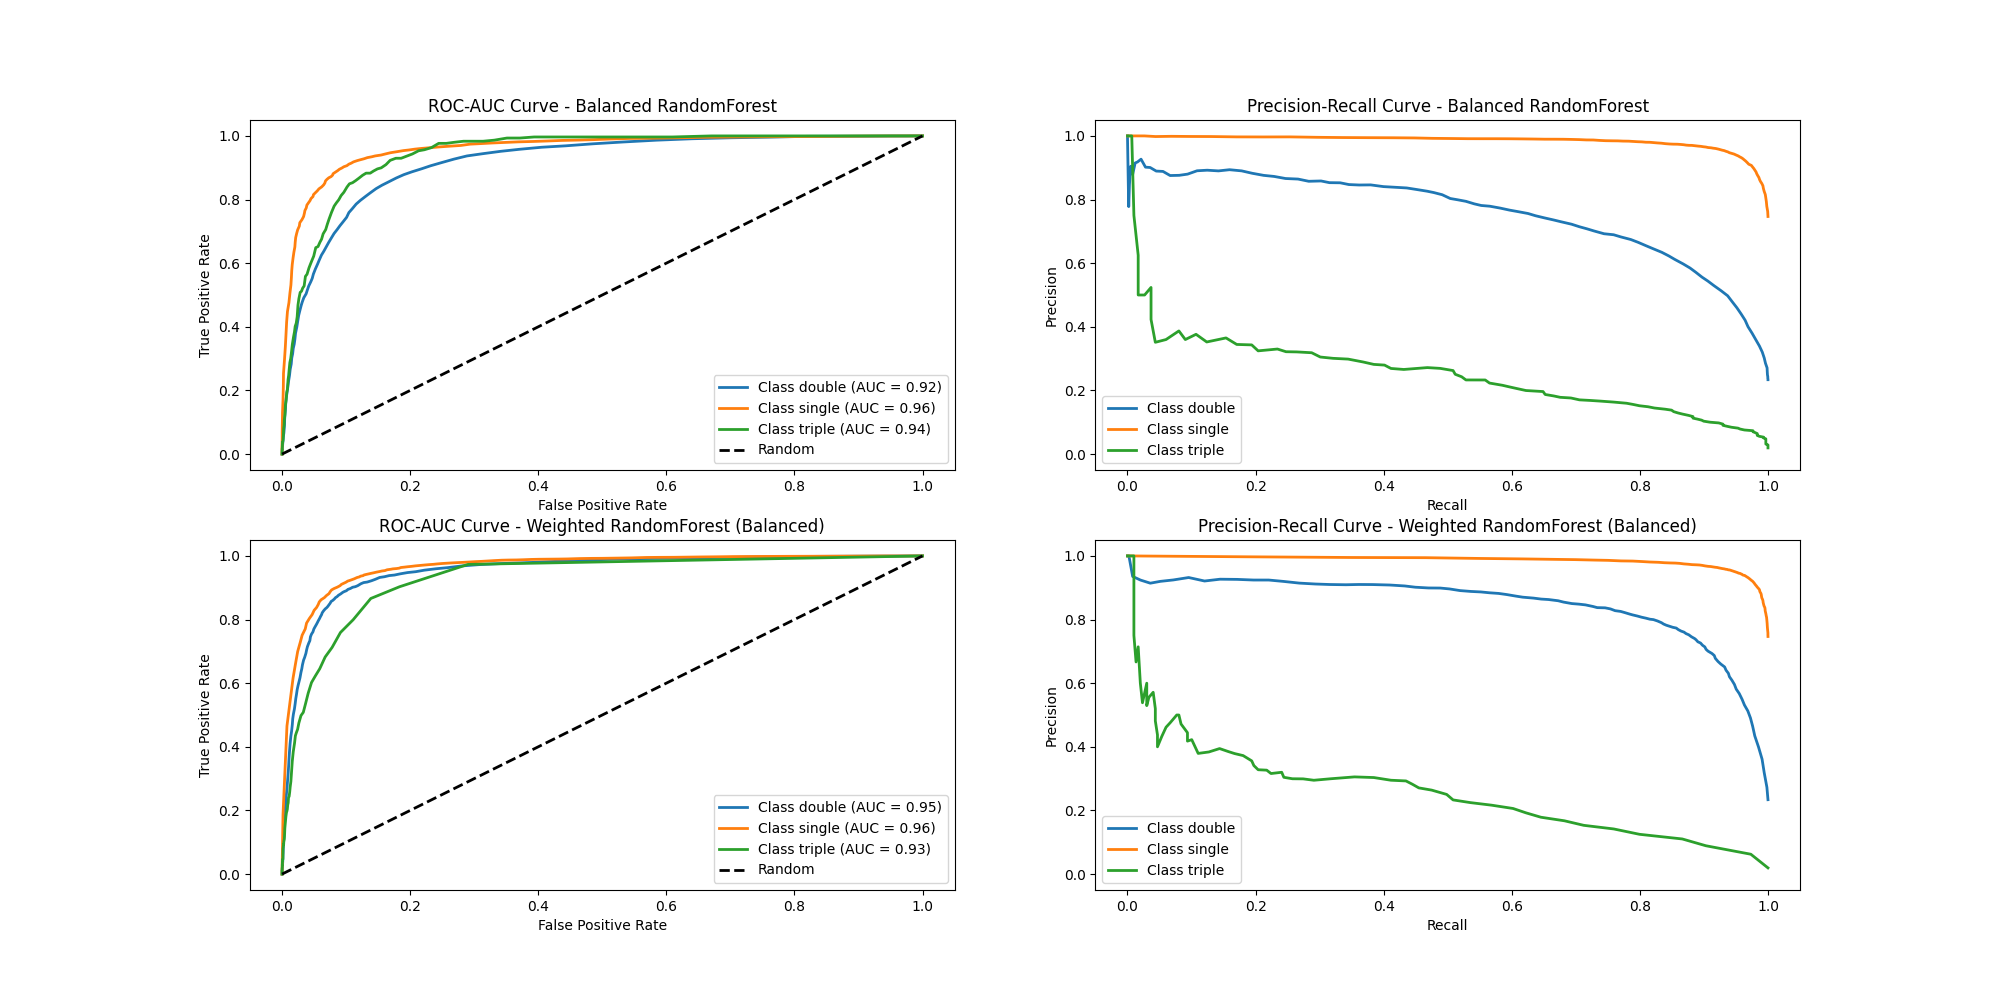 ROC-AUC Curve - Balanced RandomForest
1.0
0.8
0.6
0.4
0.2
0.0
True Positive Rate
Class double (AUC = 0.92)
Class single (AUC = 0.96)
Class triple (AUC = 0.94)
Random
0.0 0.2 0.4 0.6 0.8 1.0
False Positive Rate
Precision-Recall Curve - Balanced RandomForest
1.0
0.8
0.6
0.4
0.2
0.0
Precision
Class double
Class single
Class triple
0.0 0.2 0.4 0.6 0.8 1.0
Recall
ROC-AUC Curve - Weighted RandomForest (Balanced)
1.0
0.8
0.6
0.4
0.2
0.0
True Positive Rate
Class double (AUC = 0.95)
Class single (AUC = 0.96)
Class triple (AUC = 0.93)
Random
0.0 0.2 0.4 0.6 0.8 1.0
False Positive Rate
Precision-Recall Curve - Weighted RandomForest (Balanced)
1.0
0.8
0.6
0.4
0.2
0.0
Precision
Class double
Class single
Class triple
0.0 0.2 0.4 0.6 0.8 1.0
Recall